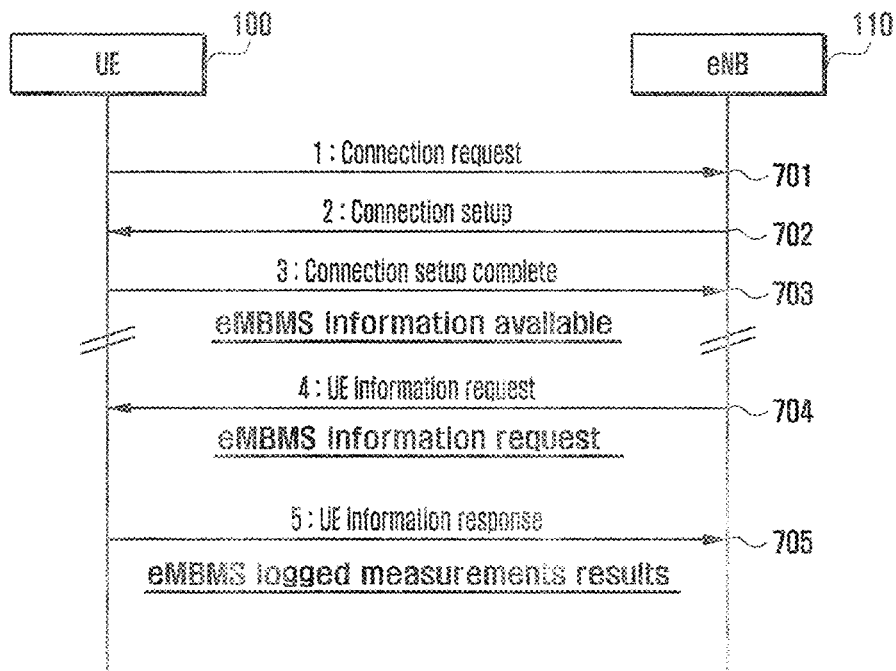 100
110
UE
eNB
1 : Connection request
701
2 : Connection setup
702
3 : Connection setup complete
703
eMBMS information available
4 : UE information request
704
eMBMS information request
5 : UE information response
705
eMBMS logged measurements results